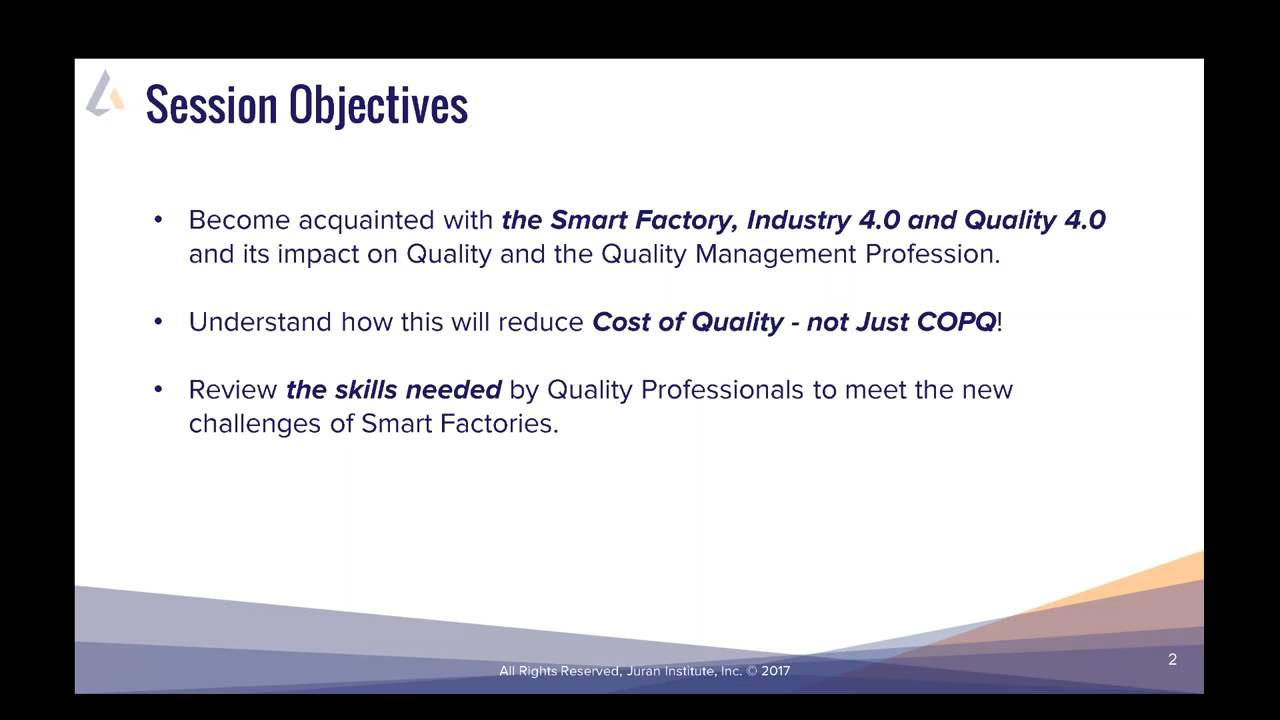 Session Objectives
• Become acquainted with the Smart Factory, Industry 4.0 and Quality 4.0
and its impact on Quality and the Quality Management Profession.
• Understand how this will reduce Cost of Quality - not Just COPQ!
• Review the skills needed by Quality Professionals to meet the new
challenges of Smart Factories.
2
All Rights Reserved, Juran Institute, Inc. © 2017